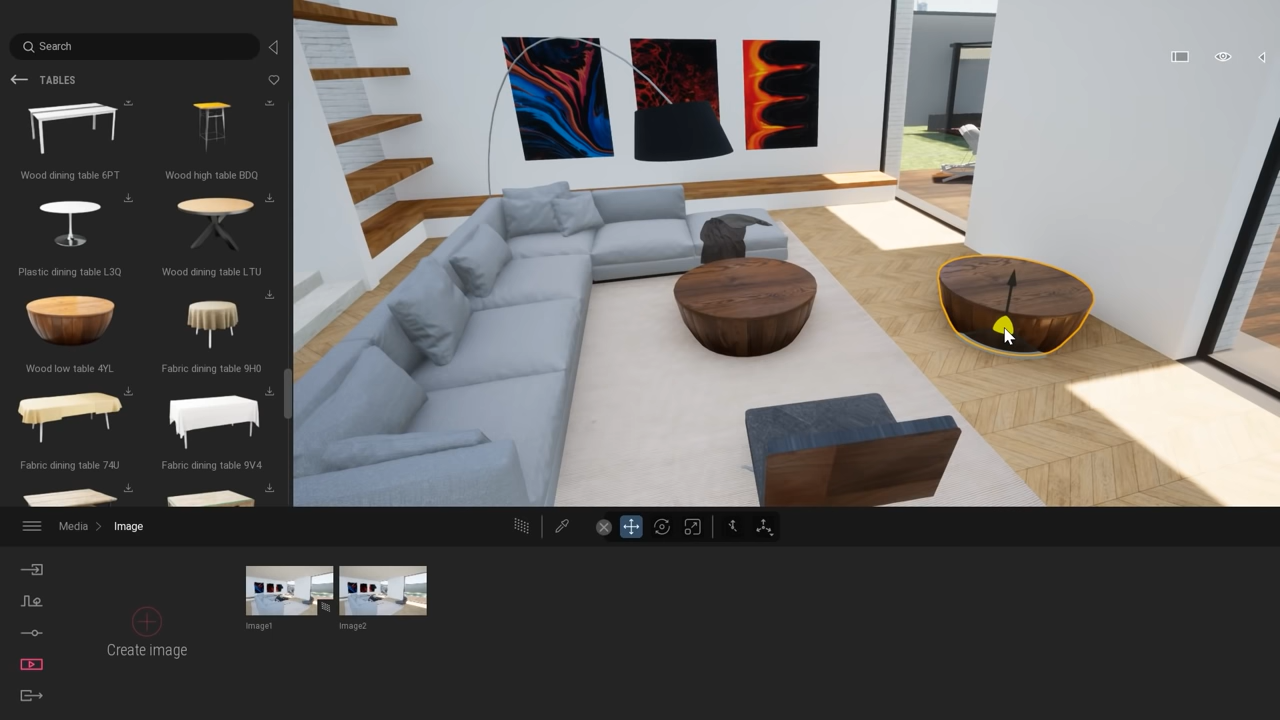 Search
TABLES
Wood dining table 6PT
Wood high table BDQ
Plastic dining table L3Q
Wood dining table LTU
Wood low table 4YL
Fabric dining table 9H0
Fabric dining table 74U
Fabric dining table 9V4
Media
Image
Create image
Image1
Image2